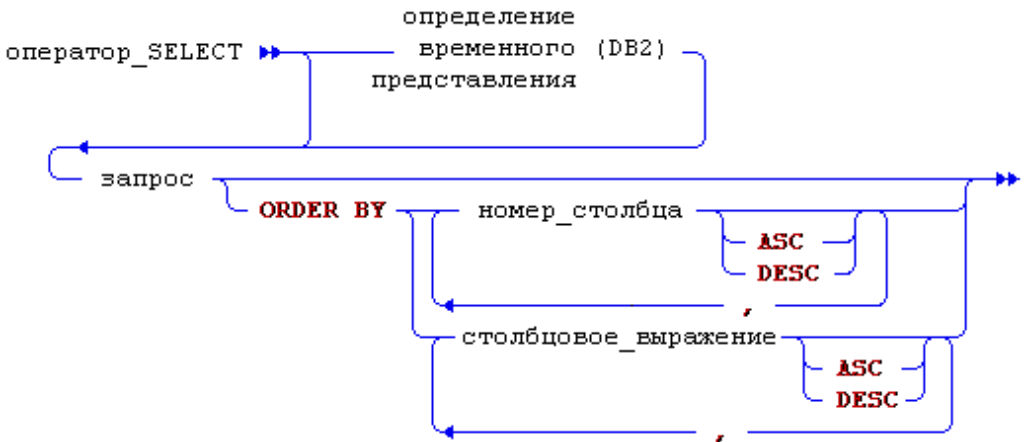 определение
оператор_SELECT временного (DB2)
представления
запрос
ORDER BY номер_столбца
ASC
DESC
,
столбцовое_выражение
ASC
DESC
,